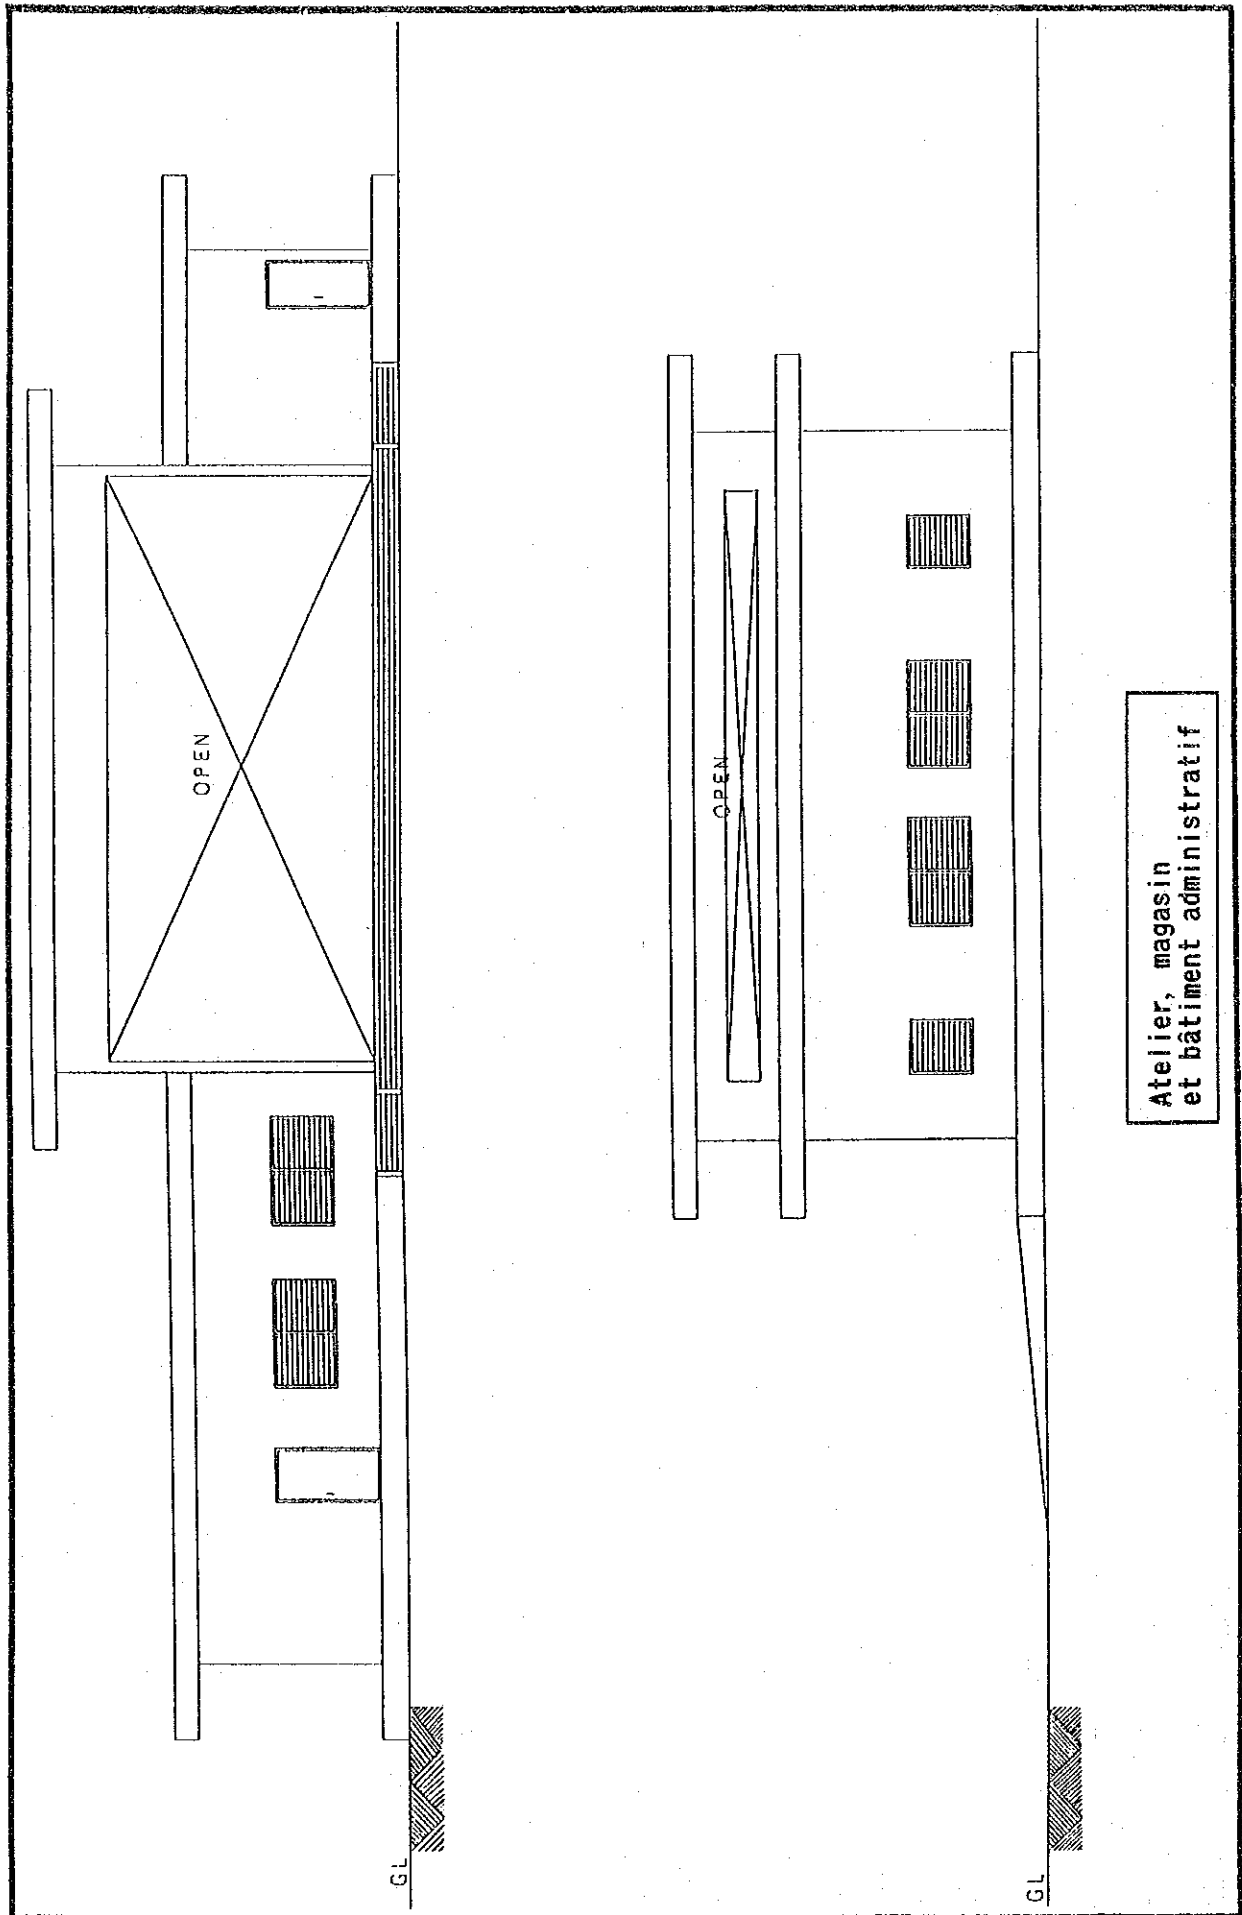 OPEN
GL
OPEN
GL
Atelier, magasin
et bâtiment administratif